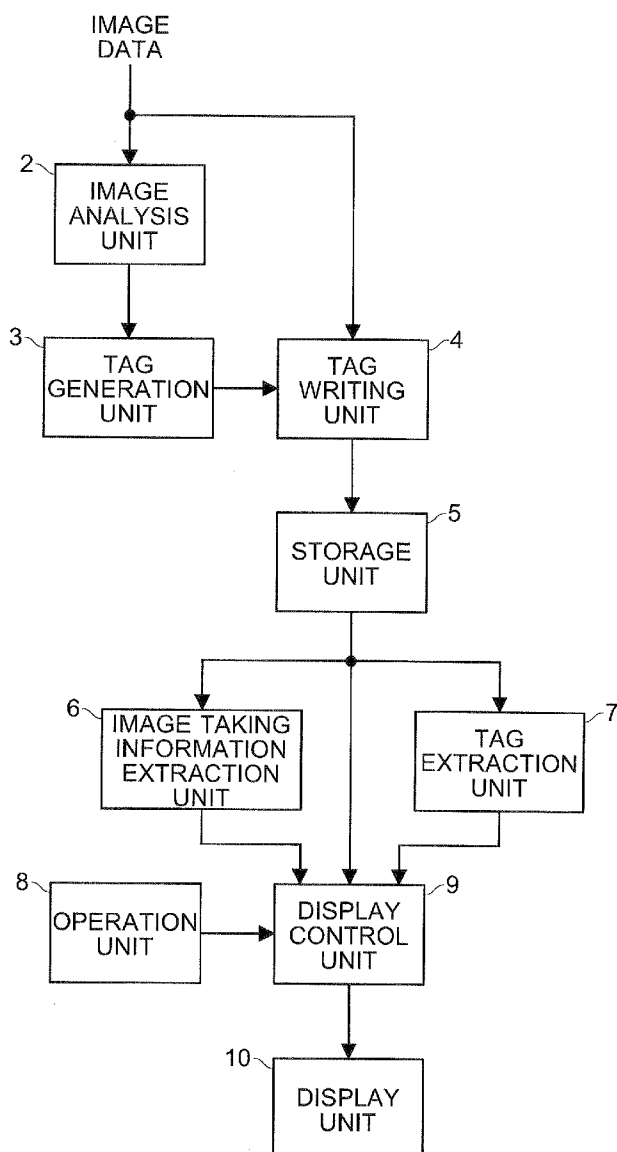 IMAGE
DATA
2
IMAGE
ANALYSIS
UNIT
3
TAG
GENERATION
UNIT
4
TAG
WRITING
UNIT
5
STORAGE
UNIT
6
IMAGE TAKING
INFORMATION
EXTRACTION
UNIT
7
TAG
EXTRACTION
UNIT
8
OPERATION
UNIT
9
DISPLAY
CONTROL
UNIT
10
DISPLAY
UNIT